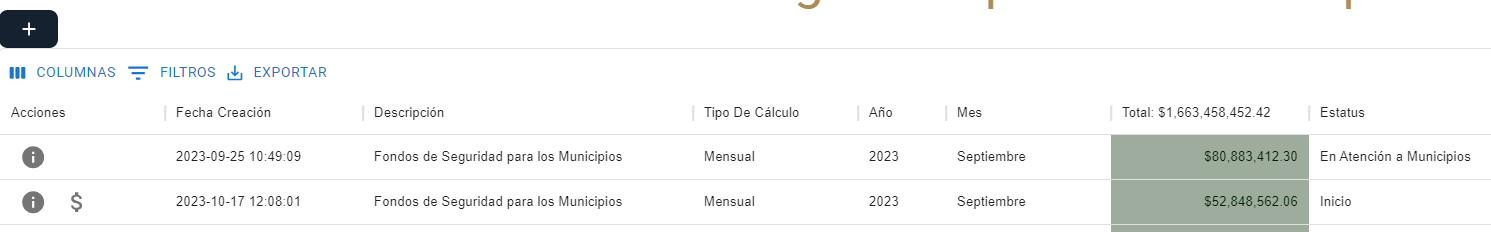 COLUMNAS FILTROS EXPORTAR
Acciones Fecha Creación Descripción Tipo De Cálculo Año Mes Total: $1,663,458,452.42 Estatus
2023-09-25 10:49:09 Fondos de Seguridad para los Municipios Mensual 2023 Septiembre $80,883,412.30 En Atención a Municipios
$ 2023-10-17 12:08:01 Fondos de Seguridad para los Municipios Mensual 2023 Septiembre $52,848,562.06 Inicio